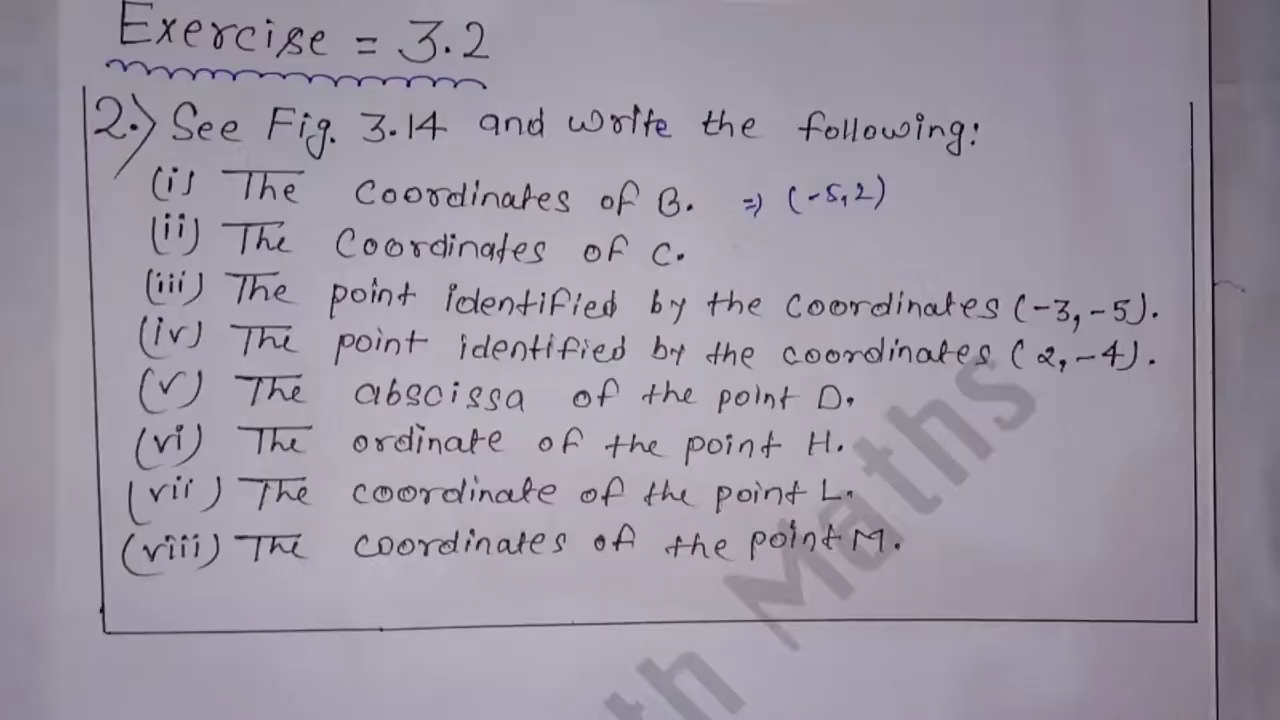 Exercise = 3.2
2.) See Fig. 3.14 and write the following:
(i) The coordinates of B. => (-5,2)
(ii) The coordinates of C.
(iii) The point identified by the coordinates (-3,-5).
(iv) The point identified by the coordinates (2,-4).
(v) The abscissa of the point D.
(vi) The ordinate of the point H.
(vii) The coordinate of the point L.
(viii) The coordinates of the point M.
th Maths